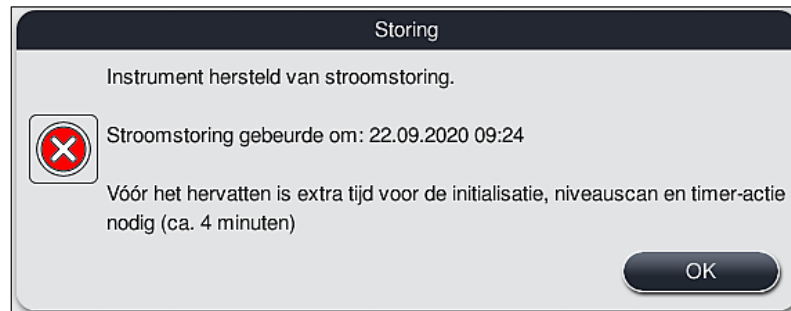 Storing
Instrument hersteld van stroomstoring.
Stroomstoring gebeurde om: 22.09.2020 09:24
Vóór het hervatten is extra tijd voor de initialisatie, niveauscan en timer-actie
nodig (ca. 4 minuten)
OK